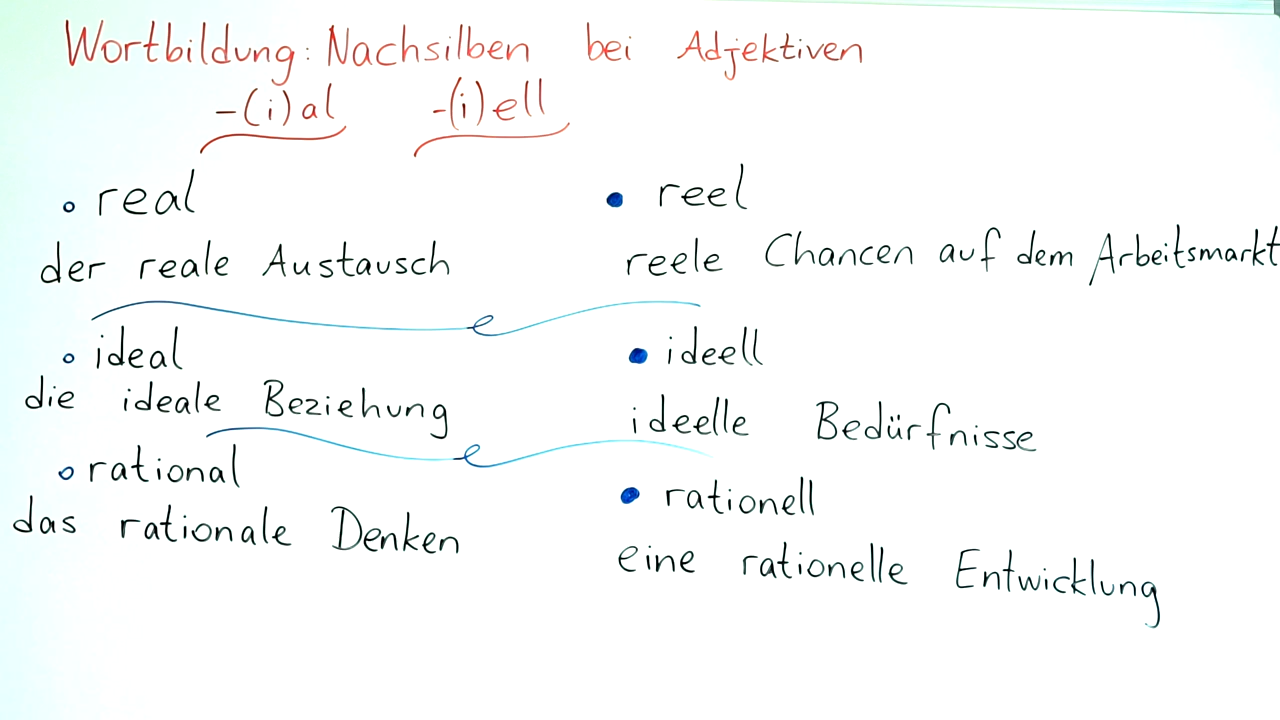 Wortbildung: Nachsilben bei Adjektiven
-(i)al -(i)ell
real
der reale Austausch
reel
reele Chancen auf dem Arbeitsmarkt
ideal
die ideale Beziehung
ideell
ideelle Bedürfnisse
rational
das rationale Denken
rationell
eine rationelle Entwicklung